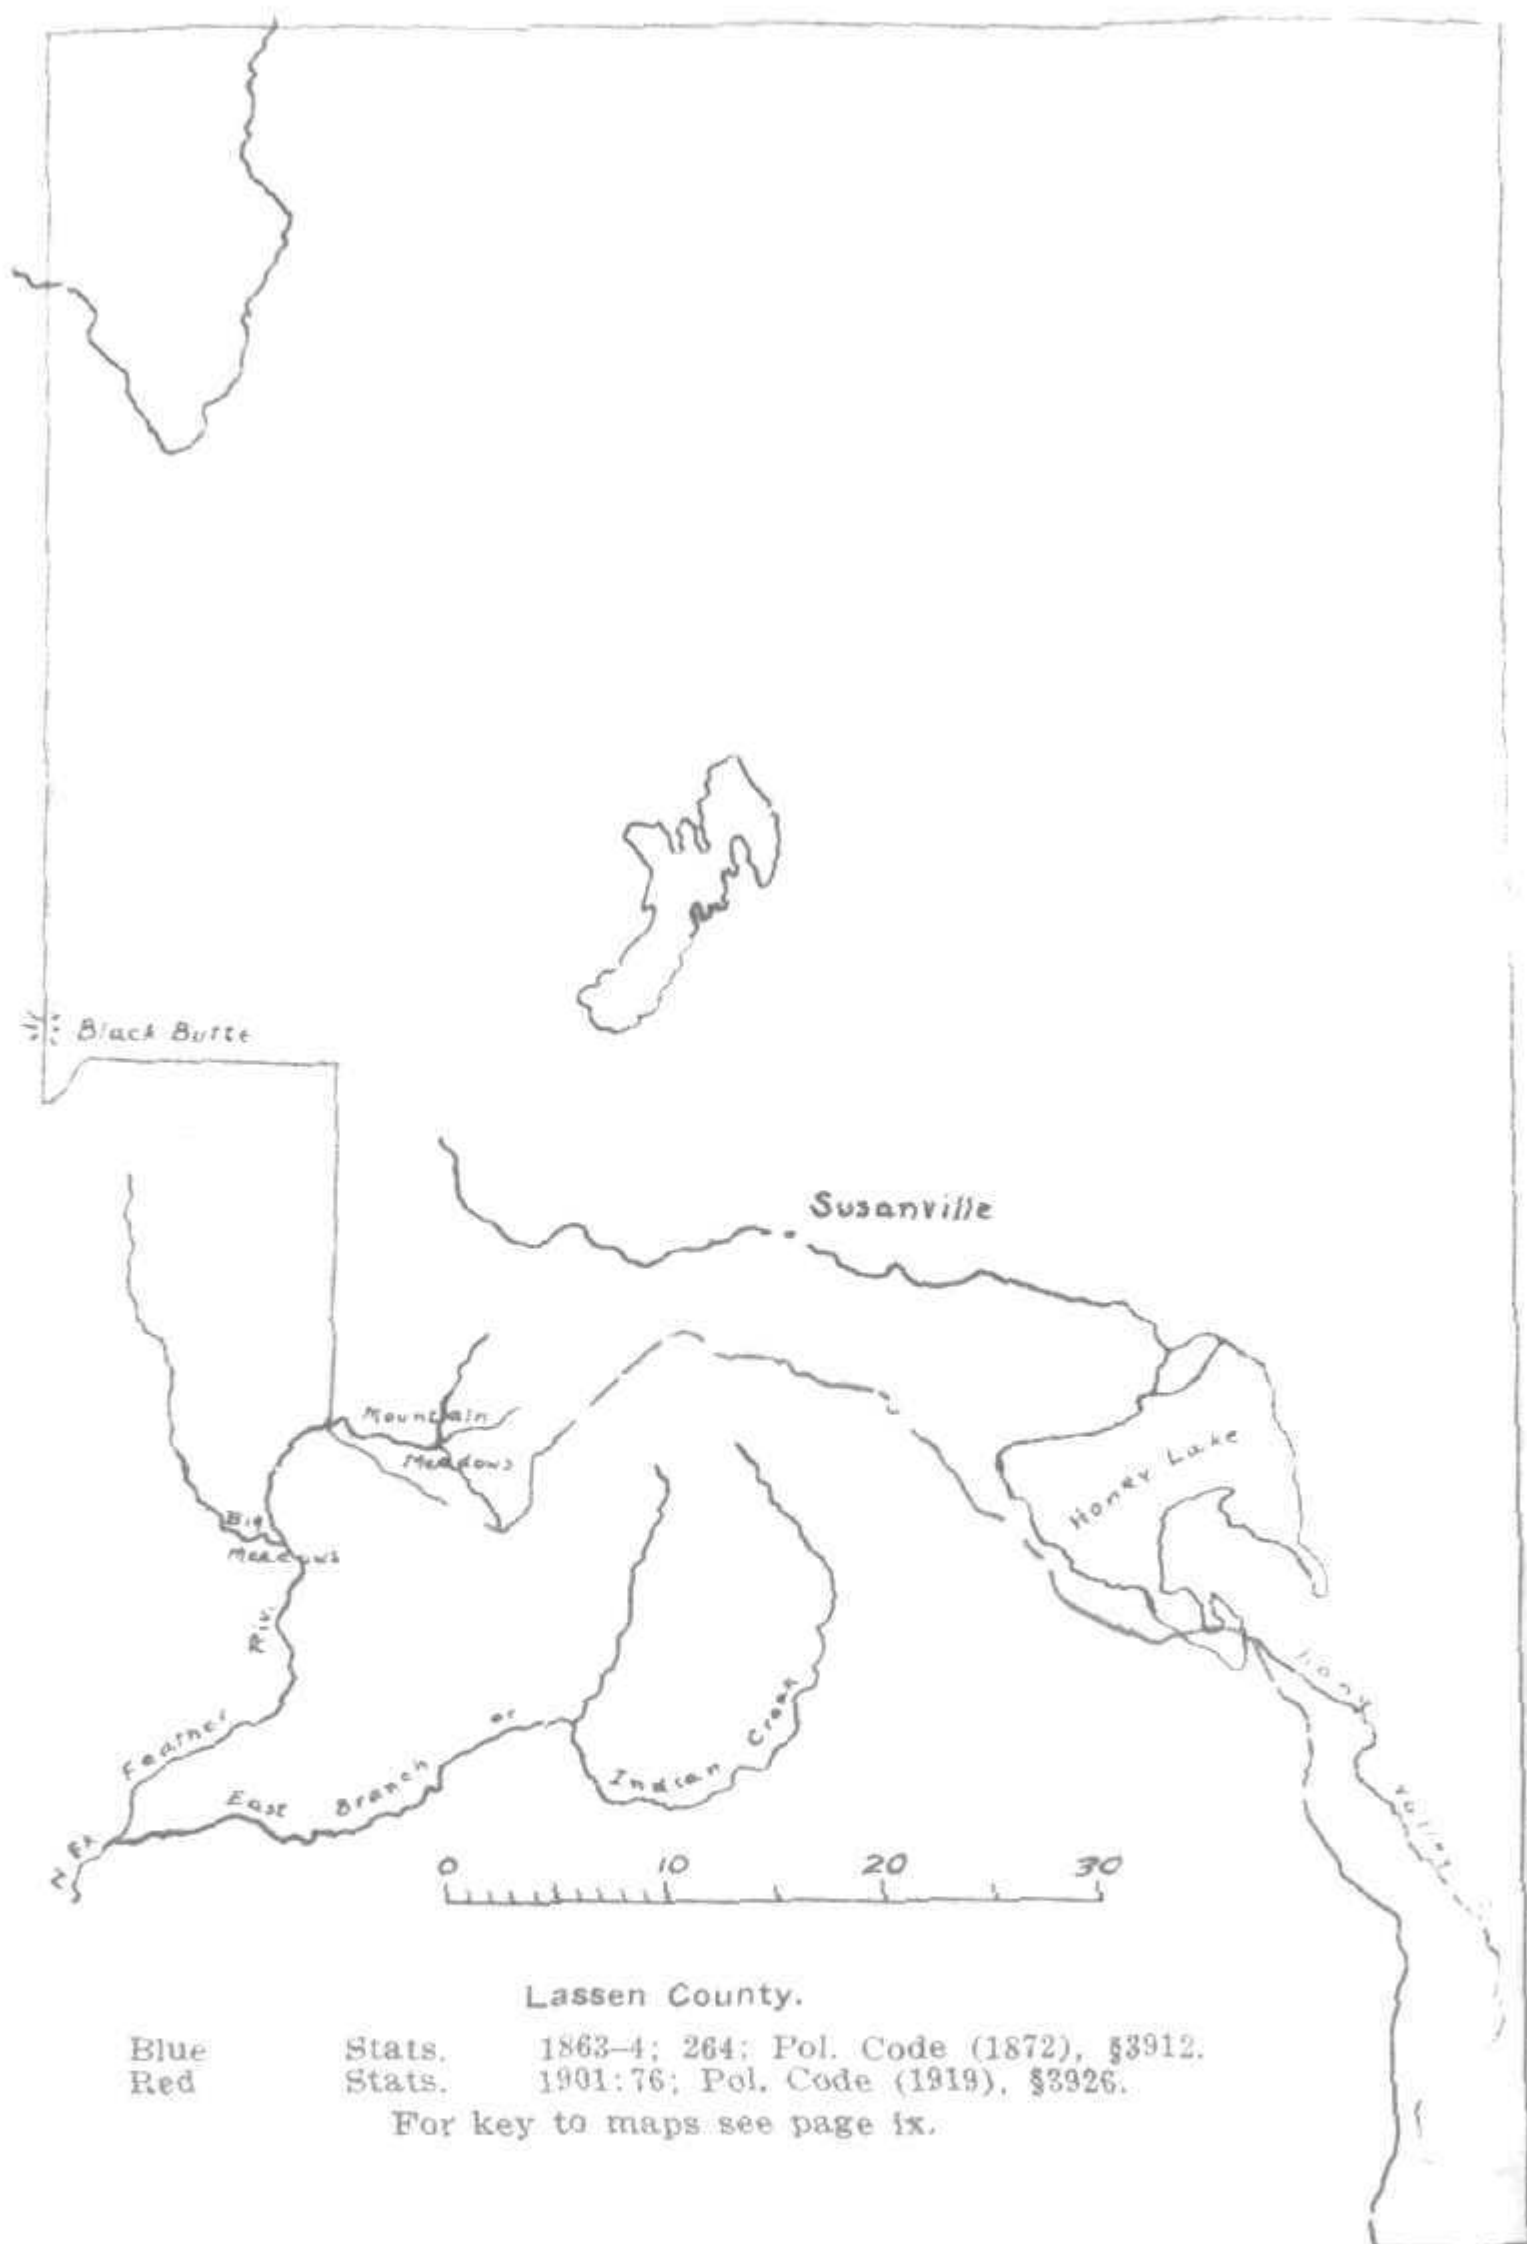 Black Butte
Susanville
Mountain
Meadows
Honey Lake
Big
Meadows
Riv.
Feather
Long
Valley
Indian Creek
East Branch or
N FK
0 10 20 30
Lassen County.
Blue Stats. 1863-4; 264; Pol. Code (1872), §3912.
Red Stats. 1901:76; Pol. Code (1919), §3926.
For key to maps see page ix.